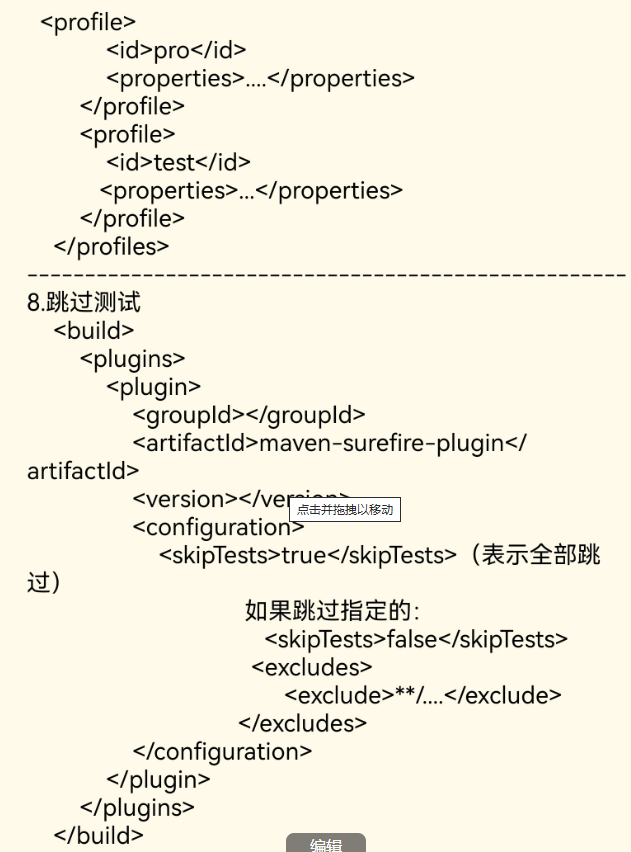 <profile>
<id>pro</id>
<properties>....</properties>
</profile>
<profile>
<id>test</id>
<properties>...</properties>
</profile>
</profiles>
----------------------------------------------------
8.跳过测试
<build>
<plugins>
<plugin>
<groupId></groupId>
<artifactId>maven-surefire-plugin</
artifactId>
<version></version>
点击并拖拽以移动
<configuration>
<skipTests>true</skipTests>（表示全部跳
过）
如果跳过指定的：
<skipTests>false</skipTests>
<excludes>
<exclude>**/....</exclude>
</excludes>
</configuration>
</plugin>
</plugins>
</build>
编辑